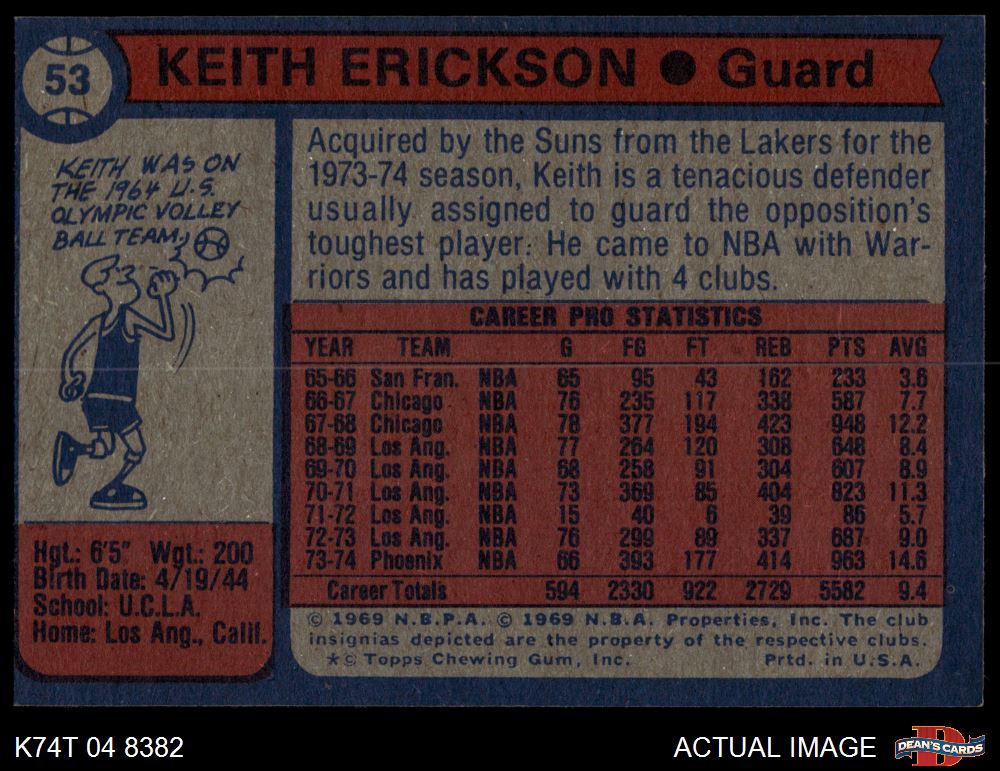 53
KEITH ERICKSON ● Guard
KEITH WAS ON
THE 1964 U.S.
OLYMPIC VOLLEY
BALL TEAM.
Acquired by the Suns from the Lakers for the
1973-74 season, Keith is a tenacious defender
usually assigned to guard the opposition's
toughest player. He came to NBA with War-
riors and has played with 4 clubs.
CAREER PRO STATISTICS
YEAR TEAM G FG FT REB PTS AVG
65-66 San Fran. NBA 65 95 43 162 233 3.6
66-67 Chicago NBA 76 235 117 338 587 7.7
67-68 Chicago NBA 78 377 194 423 948 12.2
68-69 Los Ang. NBA 77 264 120 308 648 8.4
69-70 Los Ang. NBA 68 258 91 304 607 8.9
70-71 Los Ang. NBA 73 369 85 404 823 11.3
71-72 Los Ang. NBA 15 40 6 39 86 5.7
72-73 Los Ang. NBA 76 299 89 337 687 9.0
73-74 Phoenix NBA 66 393 177 414 963 14.6
Career Totals 594 2330 922 2729 5582 9.4
Hgt.: 6'5" Wgt.: 200
Birth Date: 4/19/44
School: U.C.L.A.
Home: Los Ang., Calif.
© 1969 N.B.P.A. © 1969 N.B.A. Properties, Inc. The club
insignias depicted are the property of the respective clubs.
*© Topps Chewing Gum, Inc. Prtd. in U.S.A.
K74T 04 8382
ACTUAL IMAGE
DEAN'S CARDS